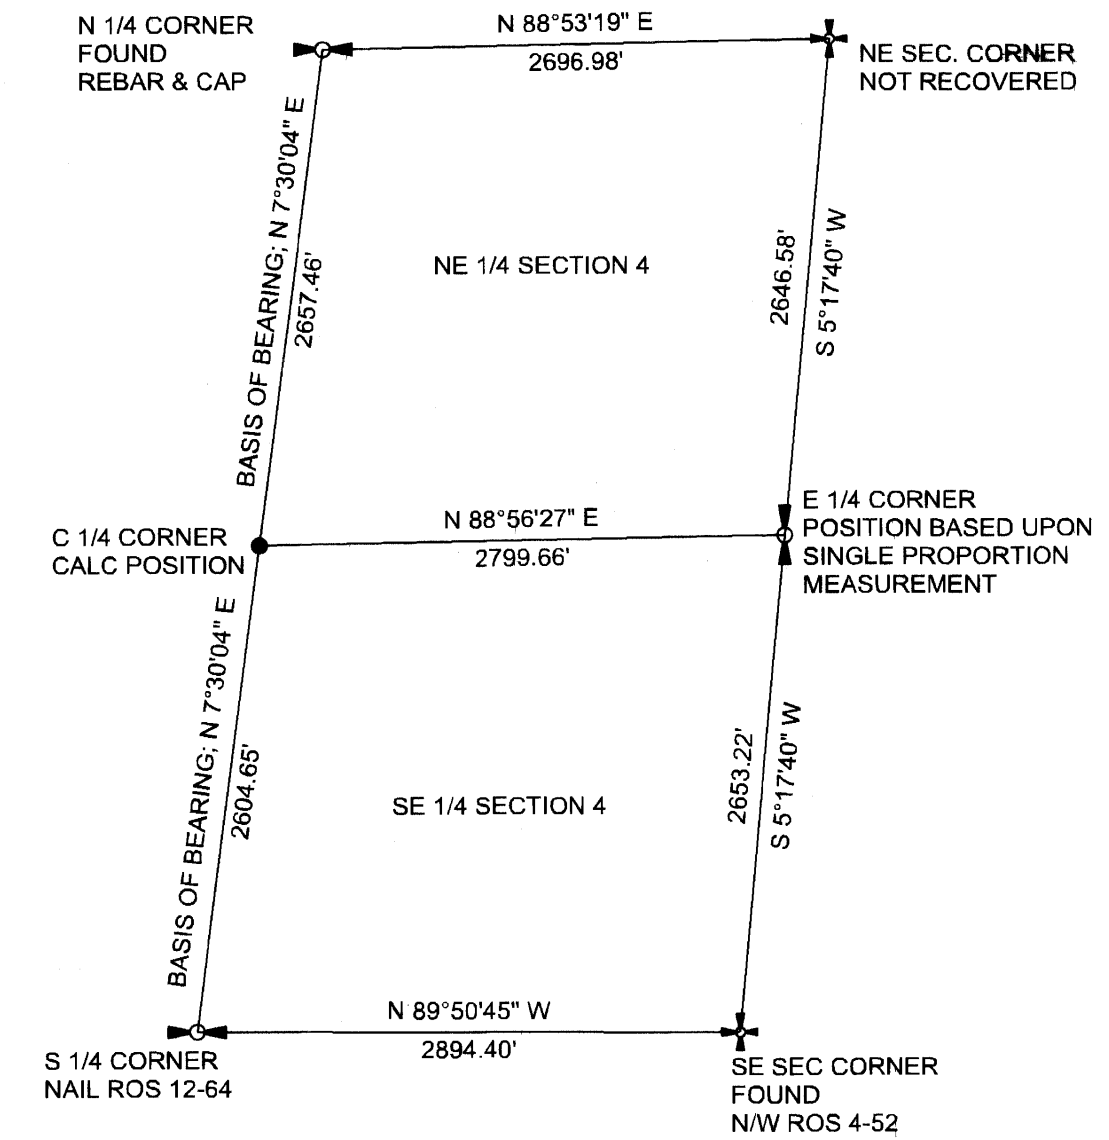 N 1/4 CORNER
FOUND
REBAR & CAP
N 88°53'19" E
2696.98'
NE SEC. CORNER
NOT RECOVERED
BASIS OF BEARING; N 7°30'04" E
2657.46'
NE 1/4 SECTION 4
2646.58'
S 5°17'40" W
C 1/4 CORNER
CALC POSITION
N 88°56'27" E
2799.66'
E 1/4 CORNER
POSITION BASED UPON
SINGLE PROPORTION
MEASUREMENT
BASIS OF BEARING; N 7°30'04" E
2604.65'
SE 1/4 SECTION 4
2653.22'
S 5°17'40" W
N 89°50'45" W
2894.40'
S 1/4 CORNER
NAIL ROS 12-64
SE SEC CORNER
FOUND
N/W ROS 4-52